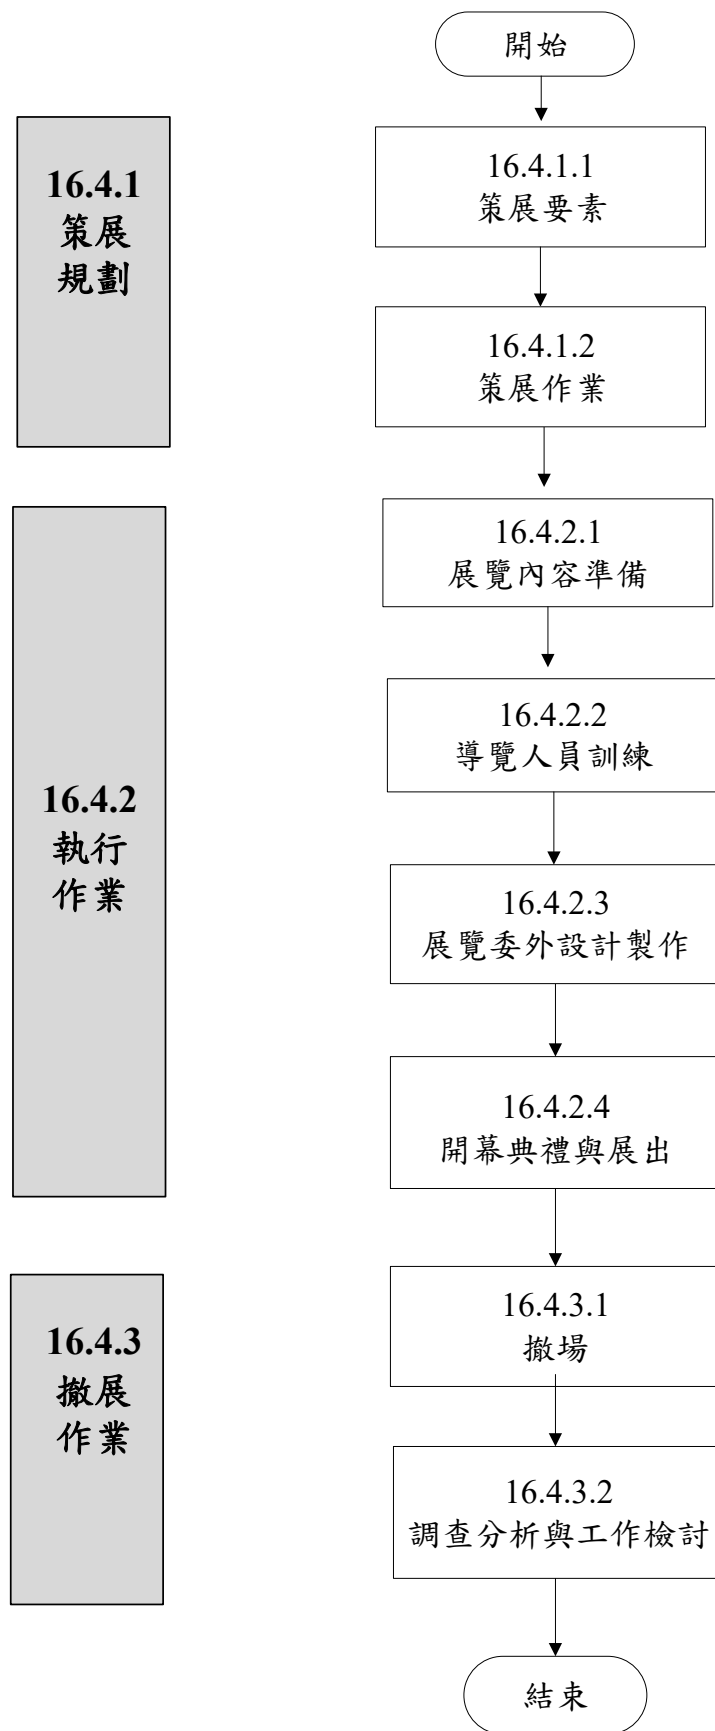 開始
16.4.1
策展
規劃
16.4.1.1
策展要素
16.4.1.2
策展作業
16.4.2
執行
作業
16.4.2.1
展覽內容準備
16.4.2.2
導覽人員訓練
16.4.2.3
展覽委外設計製作
16.4.2.4
開幕典禮與展出
16.4.3
撤展
作業
16.4.3.1
撤場
16.4.3.2
調查分析與工作檢討
結束